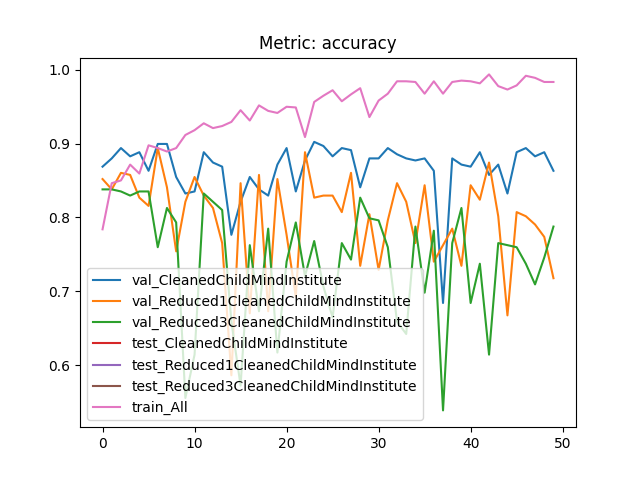 Metric: accuracy
1.0
0.9
0.8
0.7
0.6
val_CleanedChildMindInstitute
val_Reduced1CleanedChildMindInstitute
val_Reduced3CleanedChildMindInstitute
test_CleanedChildMindInstitute
test_Reduced1CleanedChildMindInstitute
test_Reduced3CleanedChildMindInstitute
train_All
0 10 20 30 40 50